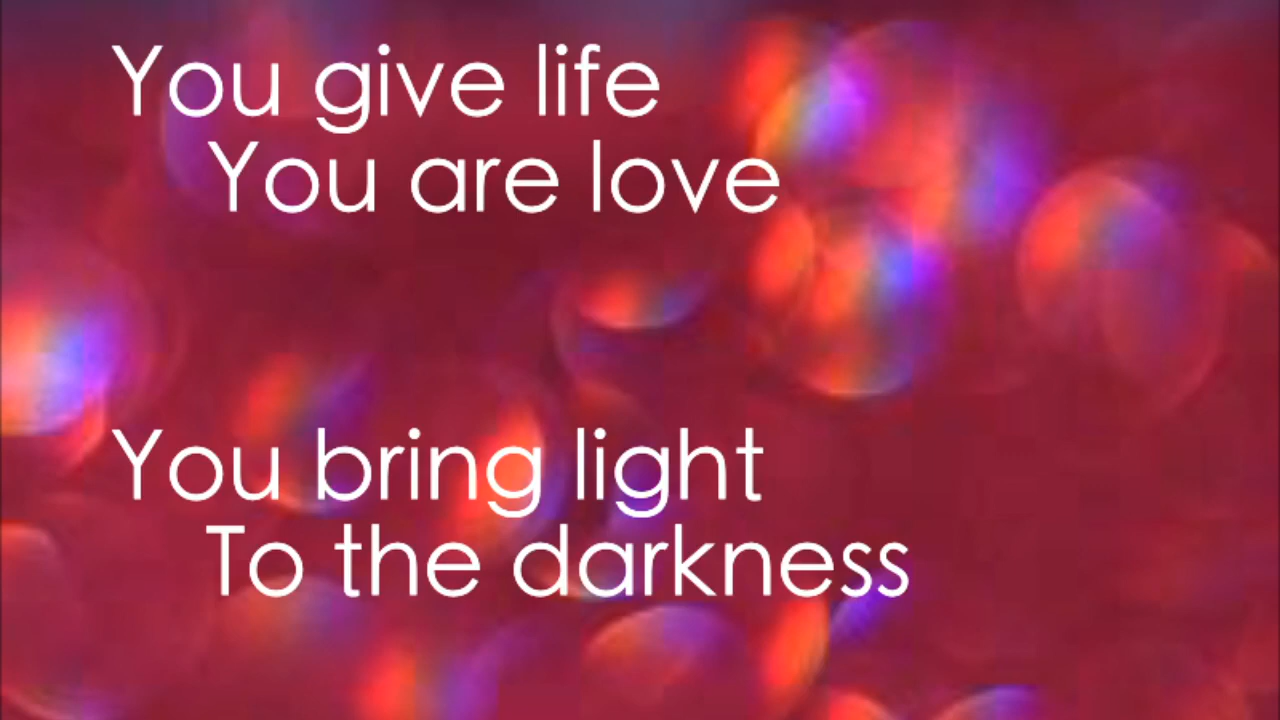 You give life
You are love
You bring light
To the darkness